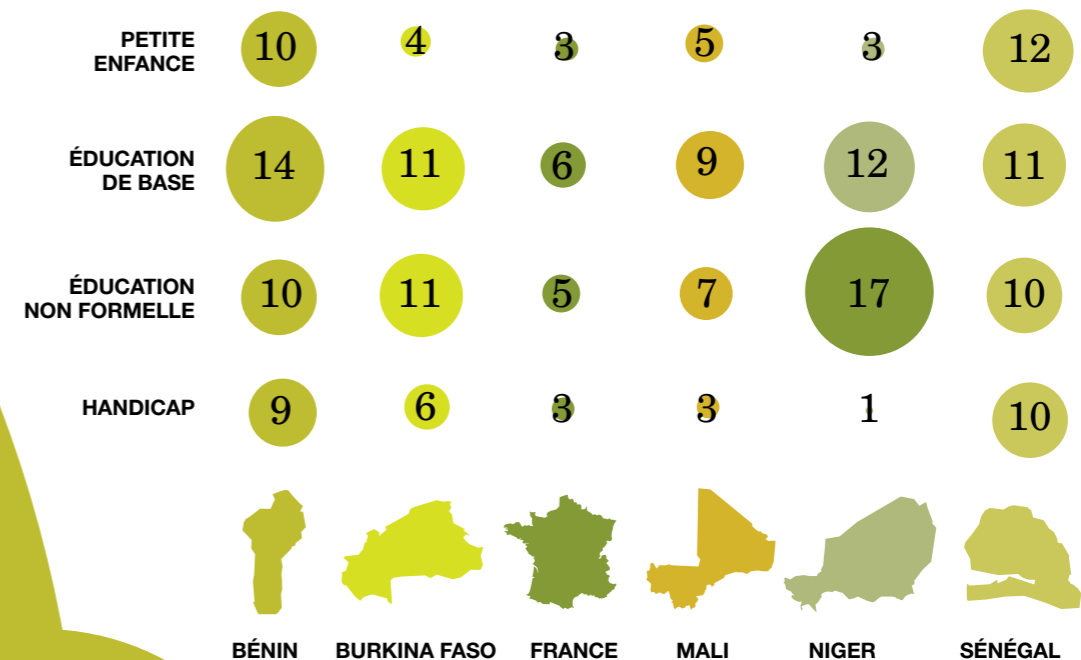 PETITE
ENFANCE
10 4 3 5 3 12
ÉDUCATION
DE BASE
14 11 6 9 12 11
ÉDUCATION
NON FORMELLE
10 11 5 7 17 10
HANDICAP
9 6 3 3 1 10
BÉNIN BURKINA FASO FRANCE MALI NIGER SÉNÉGAL